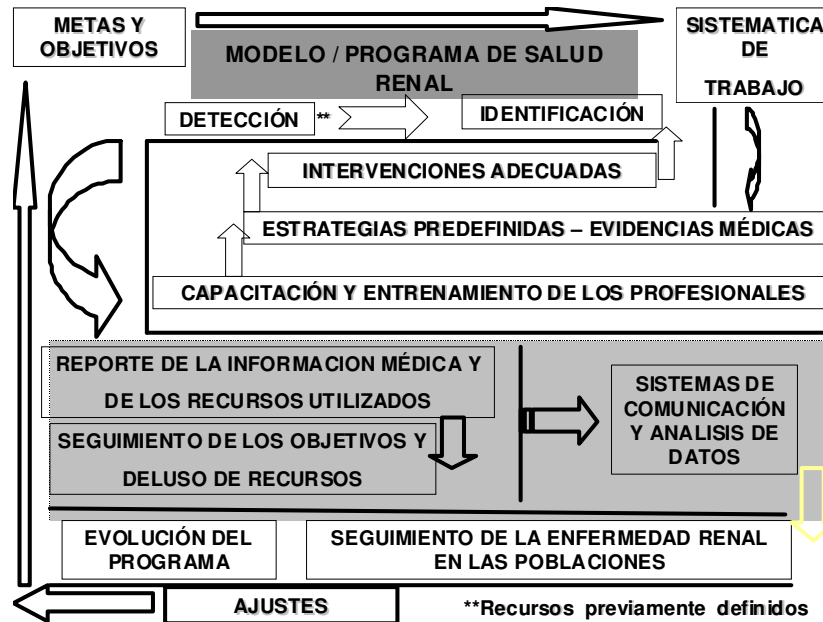 METAS Y
OBJETIVOS
MODELO / PROGRAMA DE SALUD
RENAL
SISTEMATICA
DE
TRABAJO
DETECCIÓN **
IDENTIFICACIÓN
INTERVENCIONES ADECUADAS
ESTRATEGIAS PREDEFINIDAS – EVIDENCIAS MÉDICAS
CAPACITACIÓN Y ENTRENAMIENTO DE LOS PROFESIONALES
REPORTE DE LA INFORMACION MÉDICA Y
DE LOS RECURSOS UTILIZADOS
SEGUIMIENTO DE LOS OBJETIVOS Y
DELUSO DE RECURSOS
SISTEMAS DE
COMUNICACIÓN
Y ANALISIS DE
DATOS
EVOLUCIÓN DEL
PROGRAMA
SEGUIMIENTO DE LA ENFERMEDAD RENAL
EN LAS POBLACIONES
AJUSTES
**Recursos previamente definidos